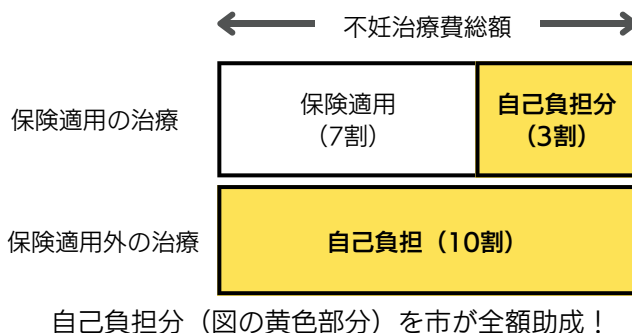 不妊治療費総額
保険適用の治療
保険適用
（7割）
自己負担分
（3割）
保険適用外の治療
自己負担（10割）
自己負担分（図の黄色部分）を市が全額助成！